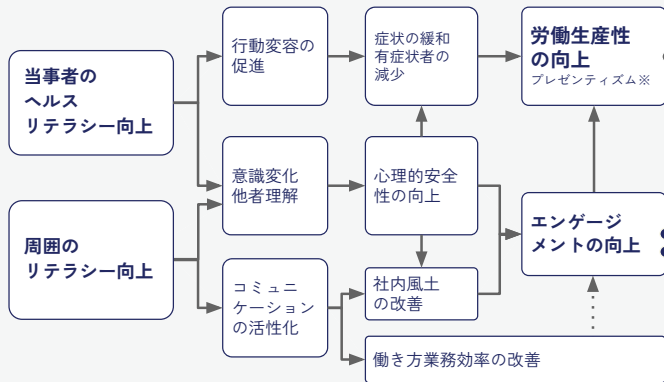 当事者の
ヘルス
リテラシー向上
周囲の
リテラシー向上
行動変容の
促進
意識変化
他者理解
コミュニ
ケーション
の活性化
症状の緩和
有症状者の
減少
心理的安全
性の向上
社内風土
の改善
働き方業務効率の改善
労働生産性
の向上
プレゼンティズム※
エンゲージ
メントの向上